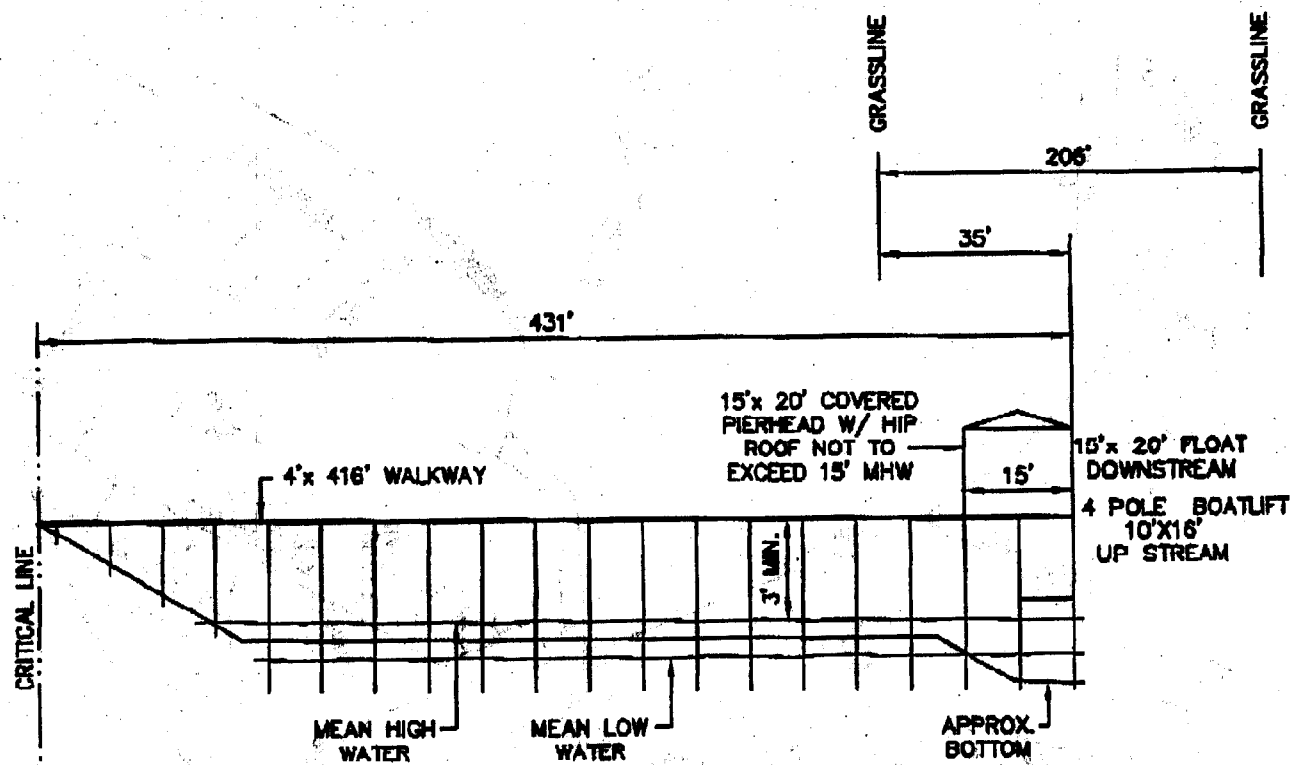 GRASSLINE
GRASSLINE
206'
35'
431'
15'x 20' COVERED
PIERHEAD W/ HIP
ROOF NOT TO
EXCEED 15' MHW
15'x 20' FLOAT
DOWNSTREAM
15'
4'x 416' WALKWAY
4 POLE BOATLIFT
10'X16'
UP STREAM
3' MIN.
CRITICAL LINE
MEAN HIGH
WATER
MEAN LOW
WATER
APPROX.
BOTTOM